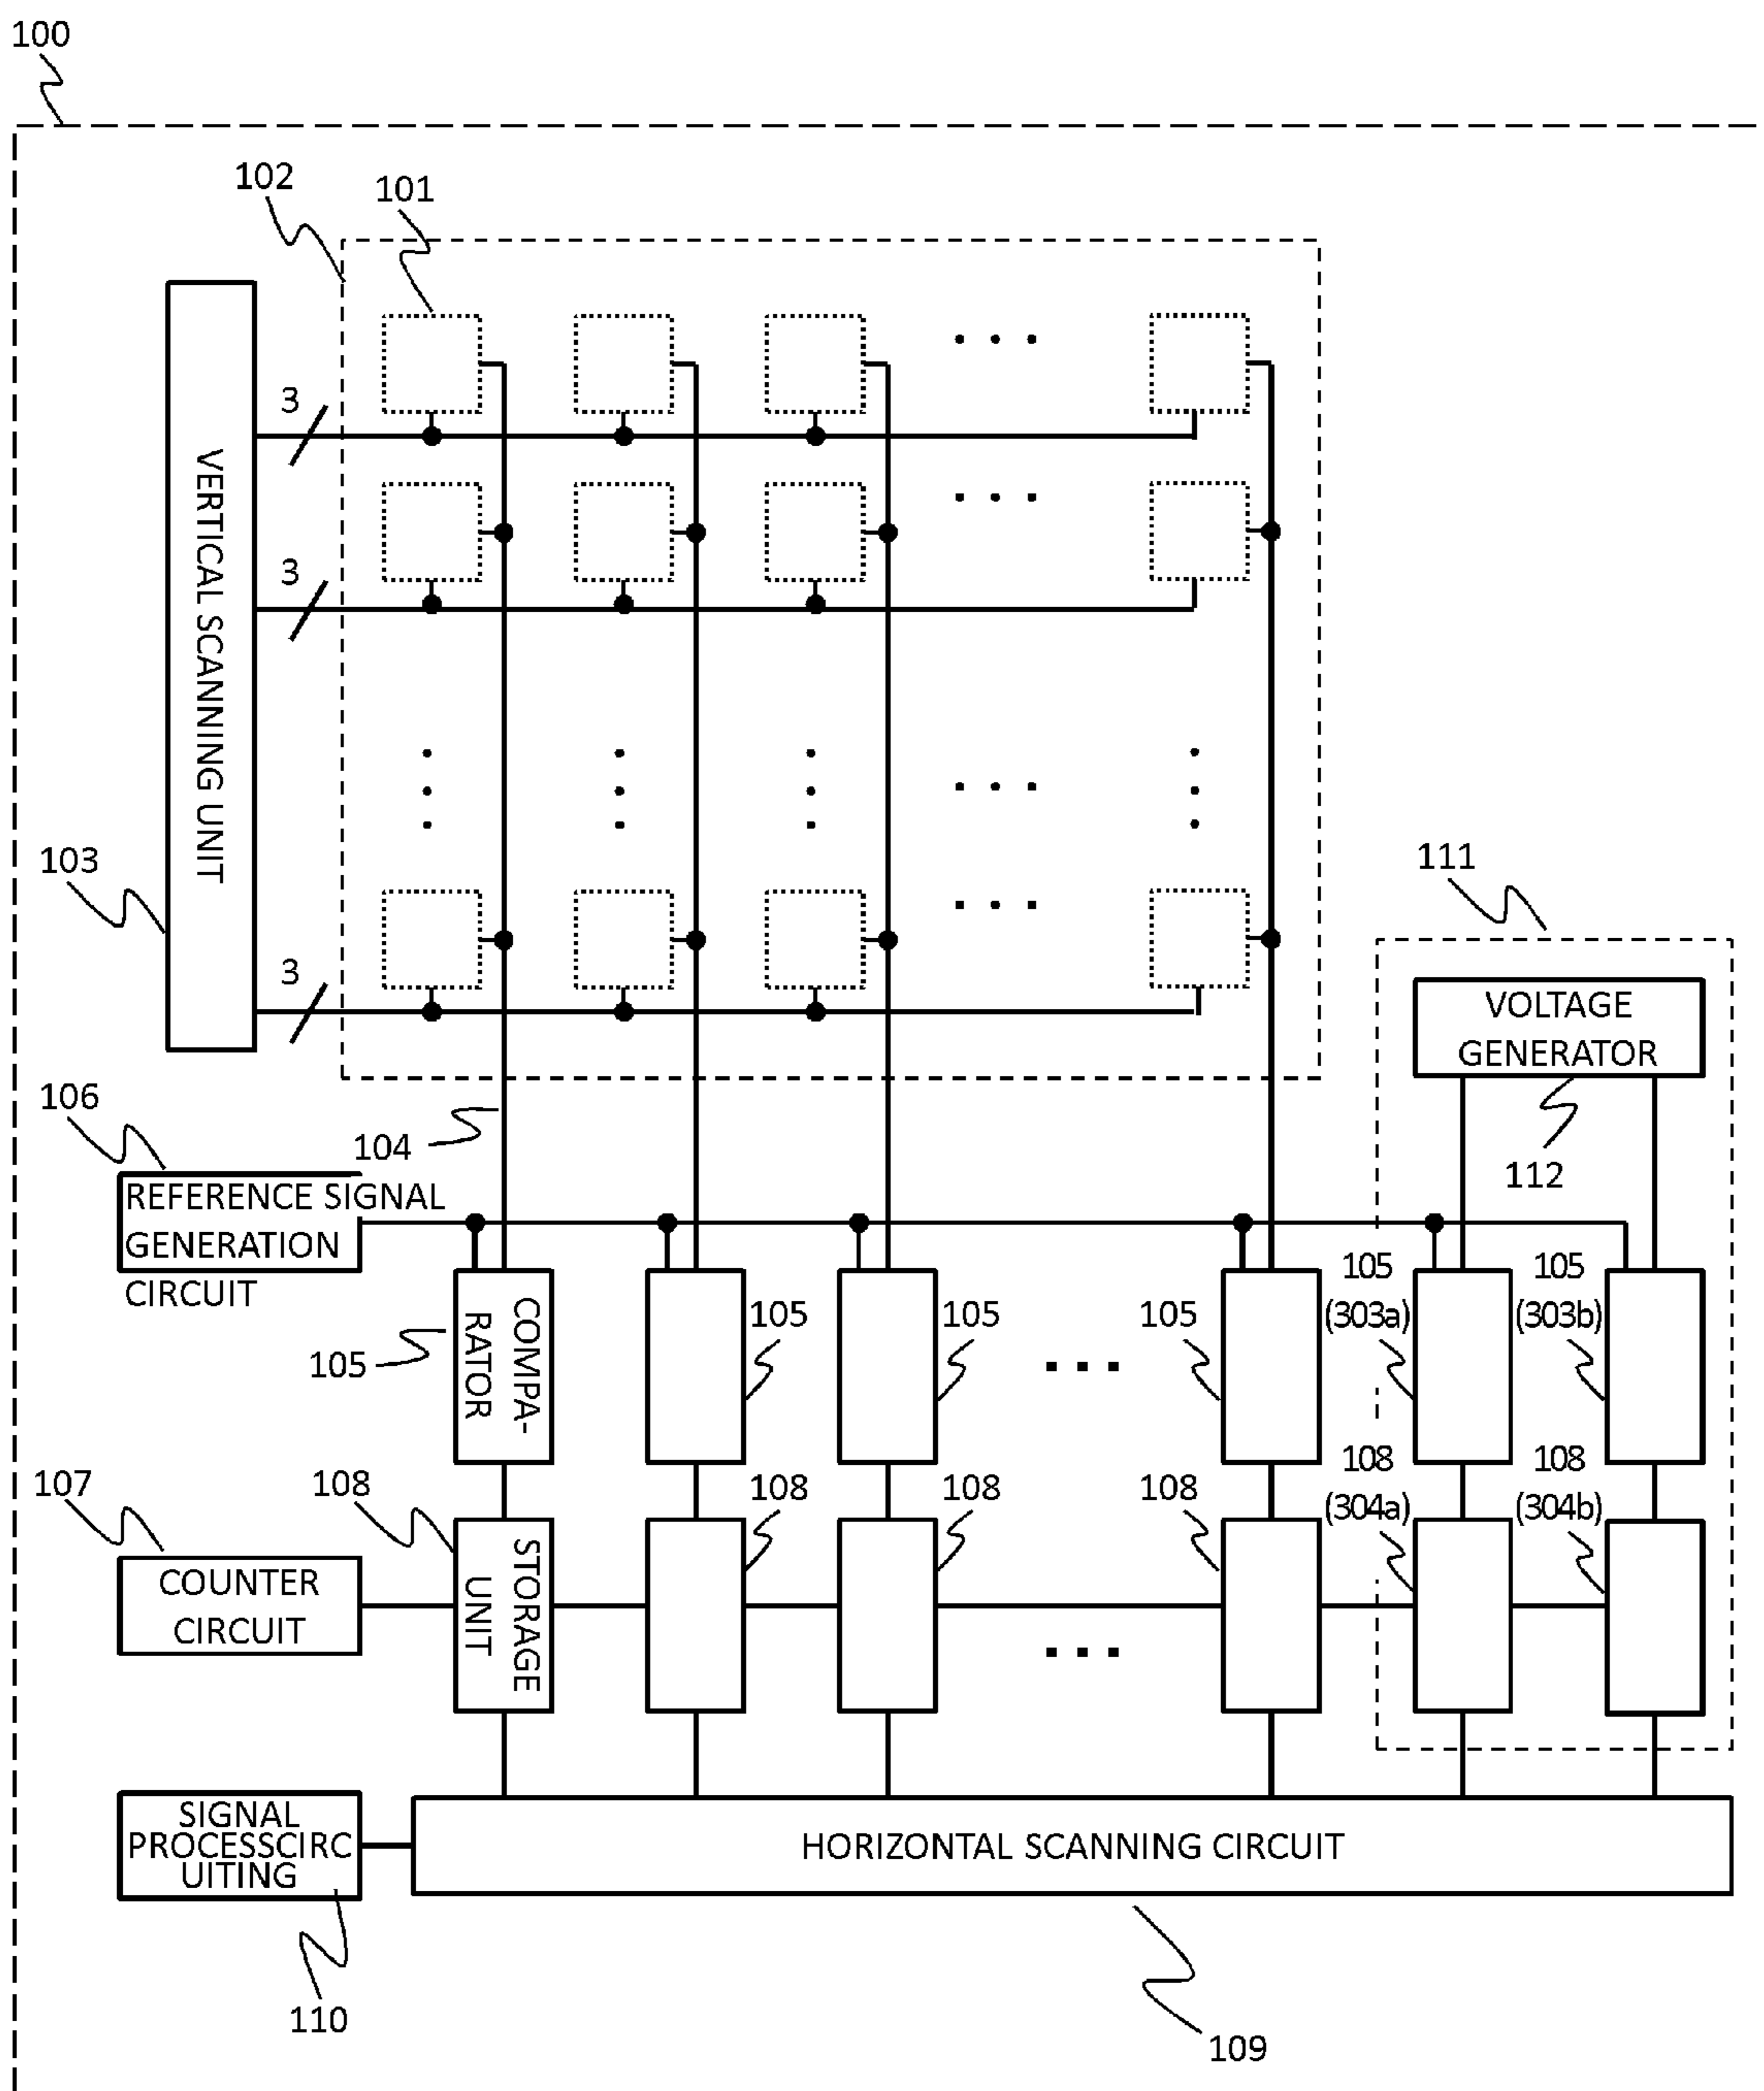 100
102
101
3
VERTICAL SCANNING UNIT
3
103
111
3
VOLTAGE
GENERATOR
106
104
112
REFERENCE SIGNAL
GENERATION
CIRCUIT
105
(303a)
105
(303b)
COMPA-
RATOR
105
105
105
105
107
108
108
108
108
108
(304a)
108
(304b)
COUNTER
CIRCUIT
STORAGE
UNIT
SIGNAL
PROCESSCIRC
UITING
HORIZONTAL SCANNING CIRCUIT
110
109